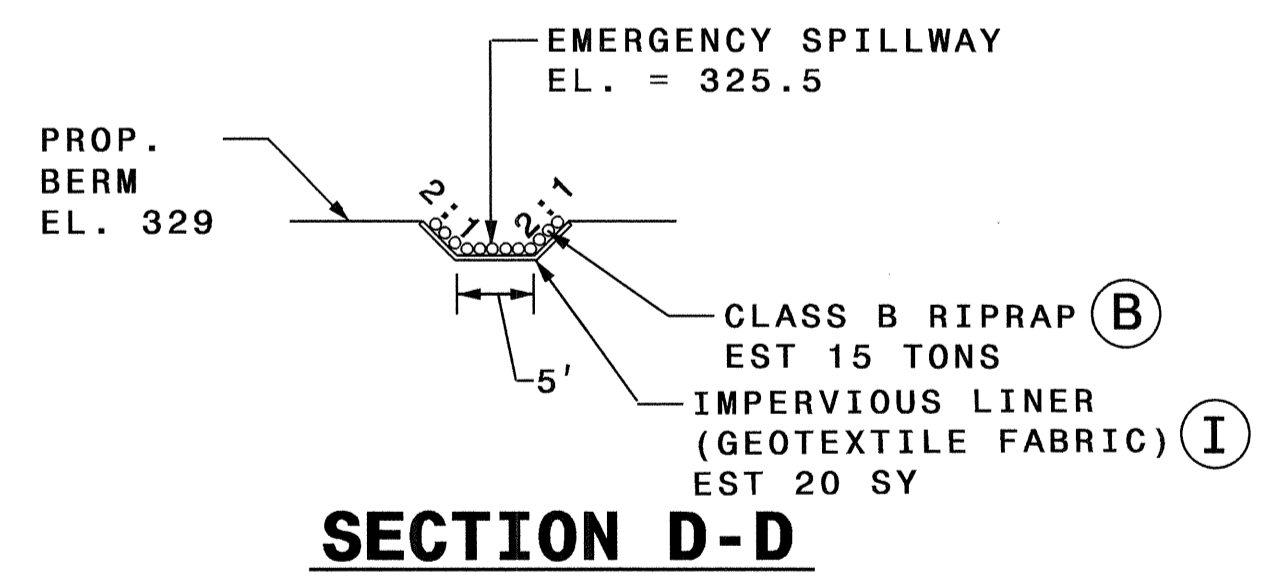 EMERGENCY SPILLWAY
EL. = 325.5
PROP.
BERM
EL. 329
2:1
2:1
CLASS B RIPRAP B
EST 15 TONS
5'
IMPERVIOUS LINER
(GEOTEXTILE FABRIC) I
EST 20 SY
SECTION D-D